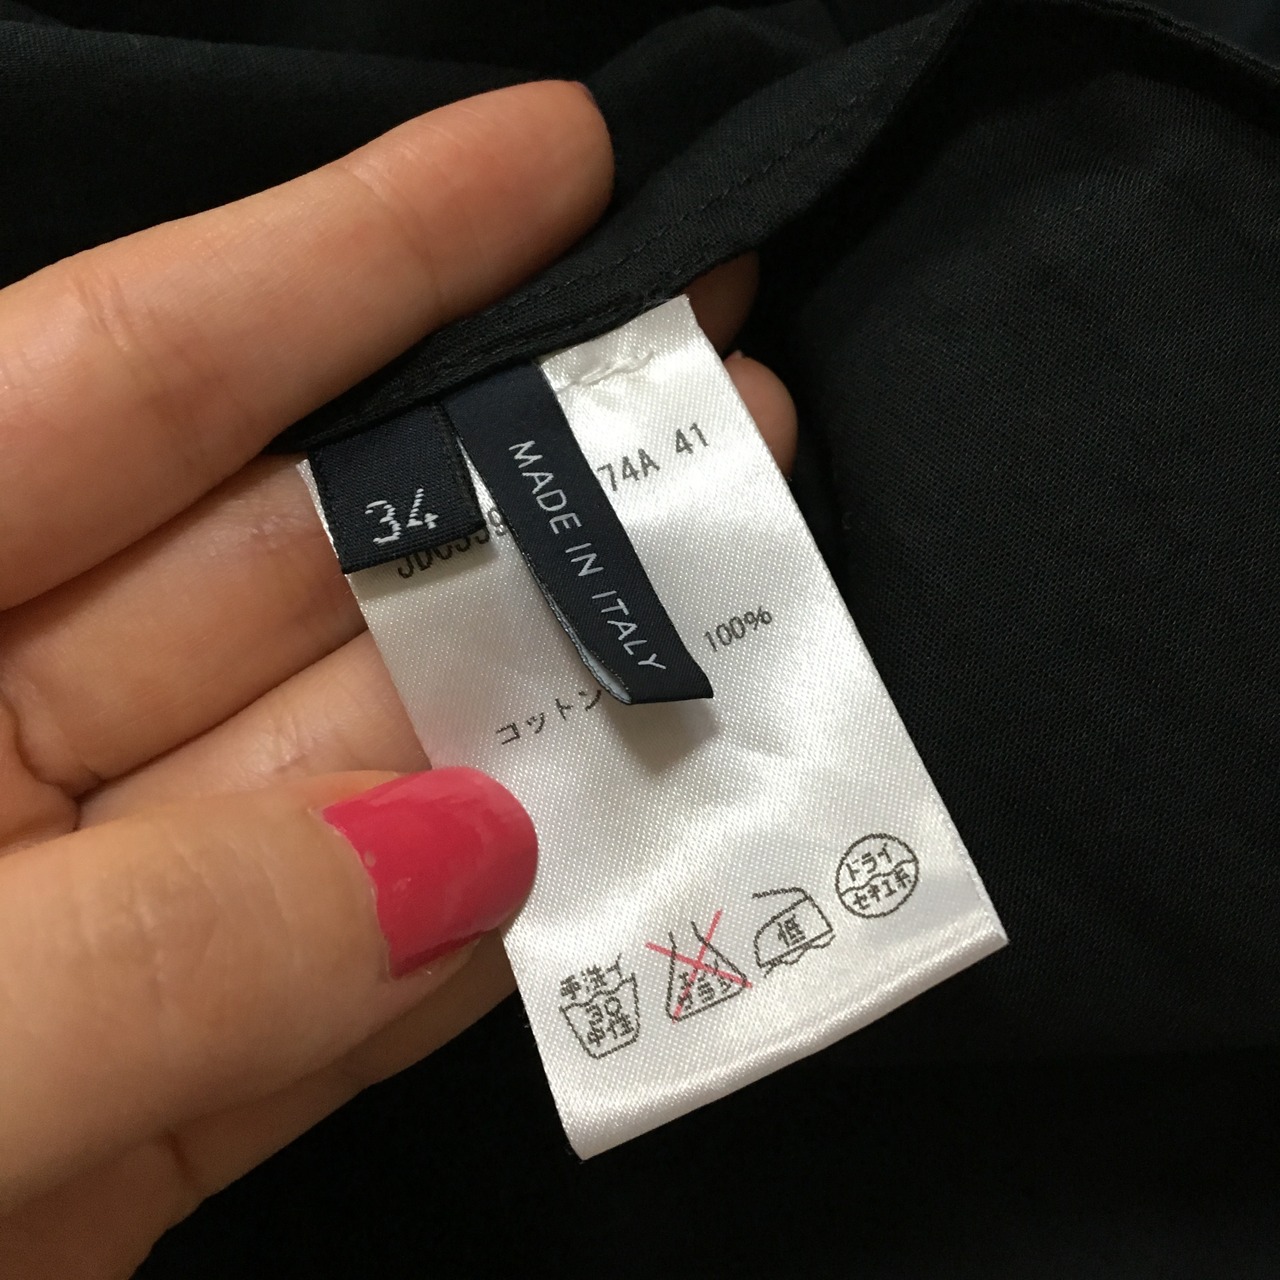 34
MADE IN ITALY
74A 41
コットン 100%
手洗イ
30
中性
低
ドライ
セキユ系